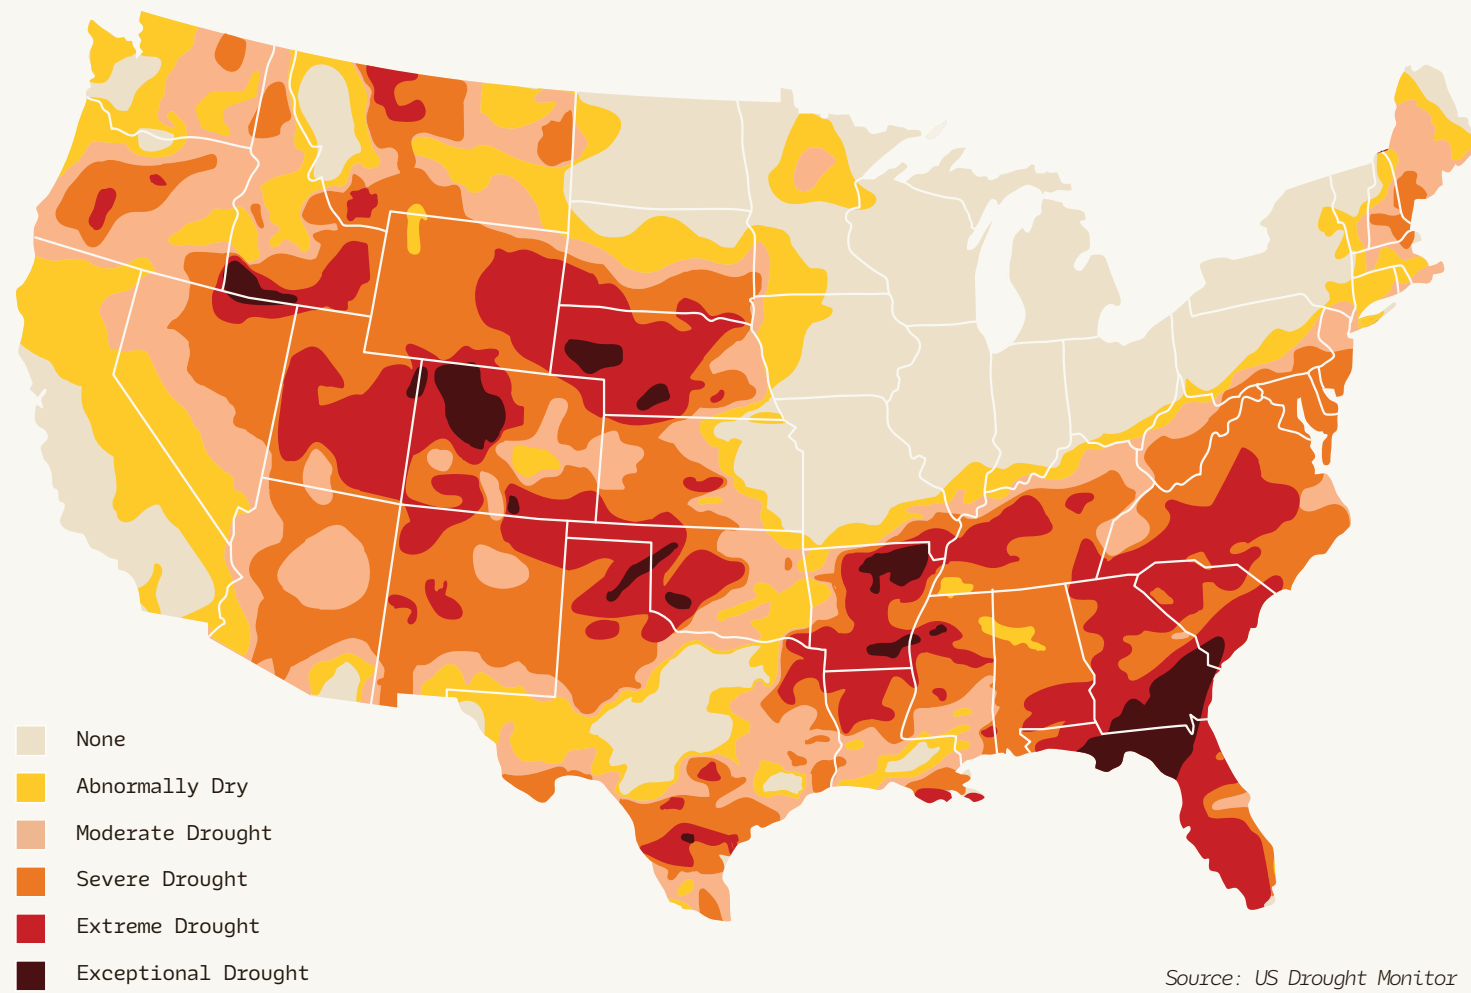 None
Abnormally Dry
Moderate Drought
Severe Drought
Extreme Drought
Exceptional Drought
Source: US Drought Monitor